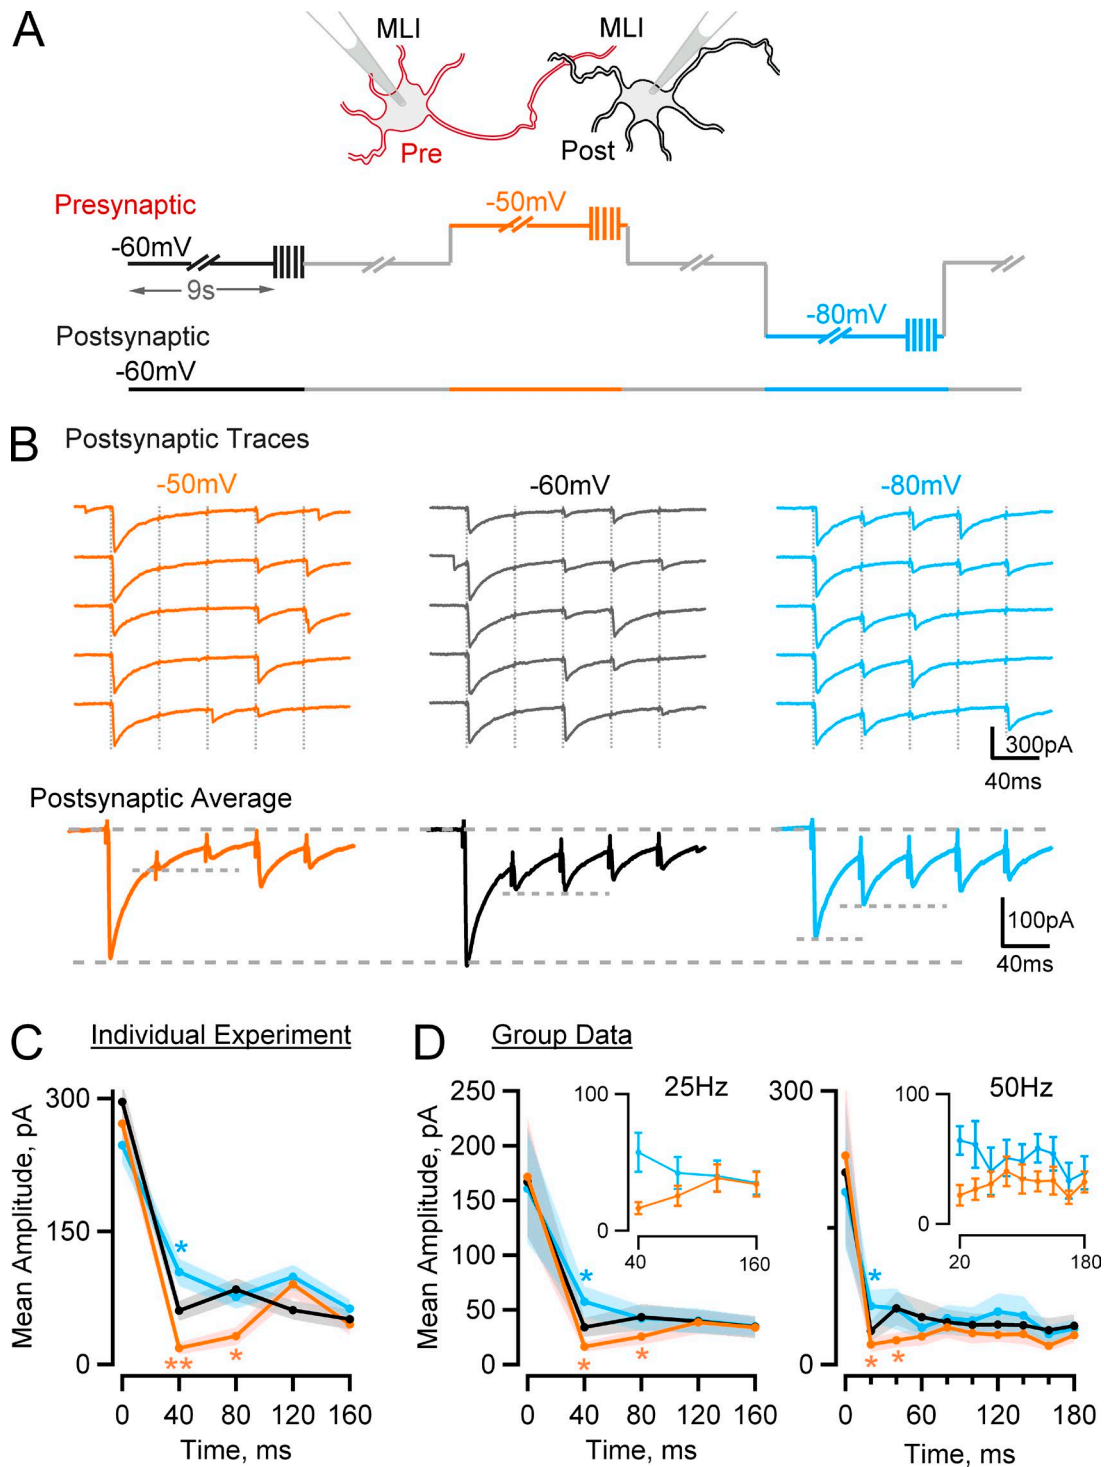 A
MLI
MLI
Pre
Post
Presynaptic
-50mV
-60mV
9s
-80mV
Postsynaptic
-60mV
B
Postsynaptic Traces
-50mV
-60mV
-80mV
300pA
40ms
Postsynaptic Average
100pA
40ms
C
Individual Experiment
D
Group Data
Mean Amplitude, pA
300
150
0
*
**
*
0
40
80
120
160
Time, ms
Mean Amplitude, pA
250
200
150
100
50
0
25Hz
100
0
40
160
*
*
*
0
40
80
120
160
Time, ms
300
0
50Hz
100
0
20
180
*
*
*
0
60
120
180
Time, ms